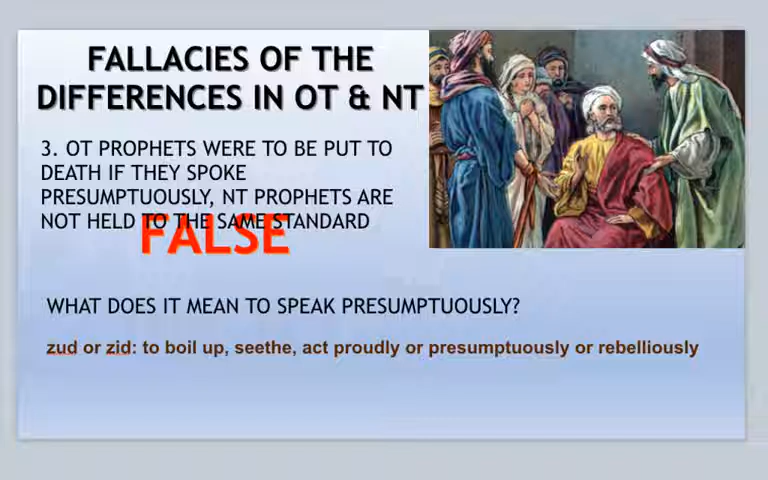 FALLACIES OF THE
DIFFERENCES IN OT & NT
3. OT PROPHETS WERE TO BE PUT TO
DEATH IF THEY SPOKE
PRESUMPTUOUSLY, NT PROPHETS ARE
NOT HELD TO THE SAME STANDARD
FALSE
WHAT DOES IT MEAN TO SPEAK PRESUMPTUOUSLY?
zud or zid: to boil up, seethe, act proudly or presumptuously or rebelliously